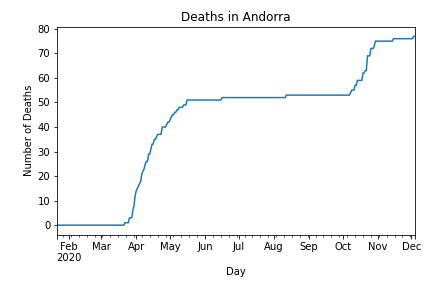 Deaths in Andorra
Number of Deaths
80
70
60
50
40
30
20
10
0
Feb Mar Apr May Jun Jul Aug Sep Oct Nov Dec
2020
Day